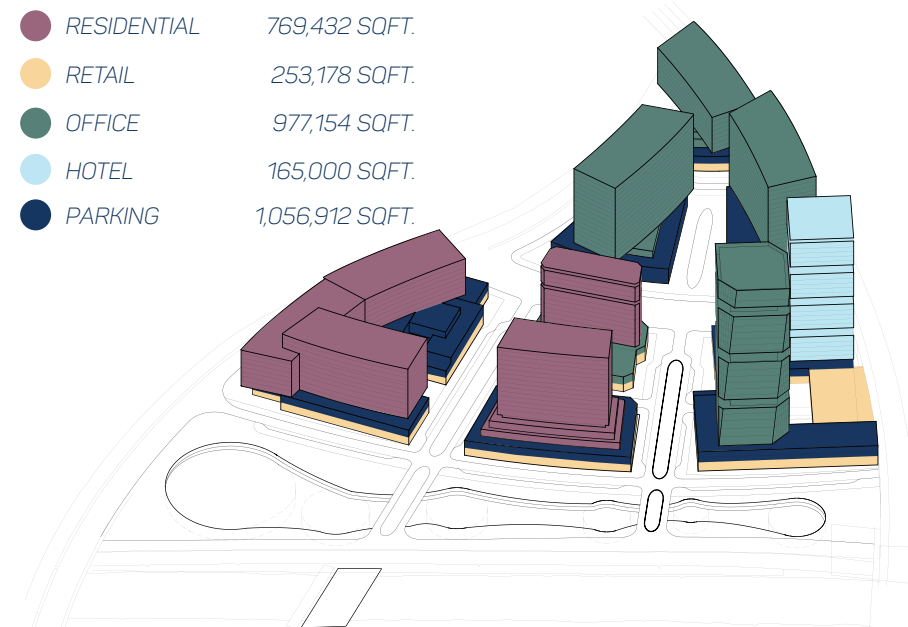 RESIDENTIAL 769,432 SQFT.
RETAIL 253,178 SQFT.
OFFICE 977,154 SQFT.
HOTEL 165,000 SQFT.
PARKING 1,056,912 SQFT.